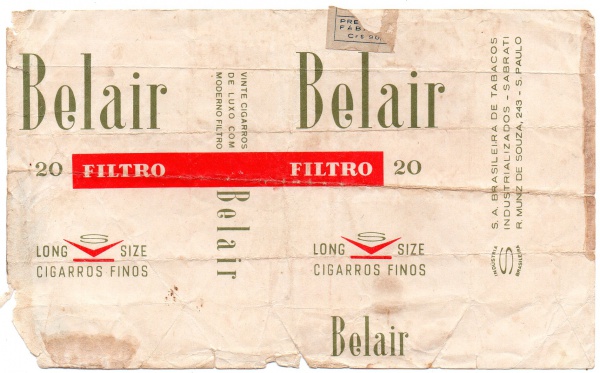 Belair
20 FILTRO
LONG S SIZE
CIGARROS FINOS
VINTE CIGARROS
DE LUXO COM
MODERNO FILTRO
Belair
Belair
FILTRO 20
LONG S SIZE
CIGARROS FINOS
Belair
S. A. BRASILEIRA DE TABACOS
INDUSTRIALIZADOS - SABRATI
R. MUNIZ DE SOUZA, 243 - S. PAULO
INDÚSTRIA
S
BRASILEIRA